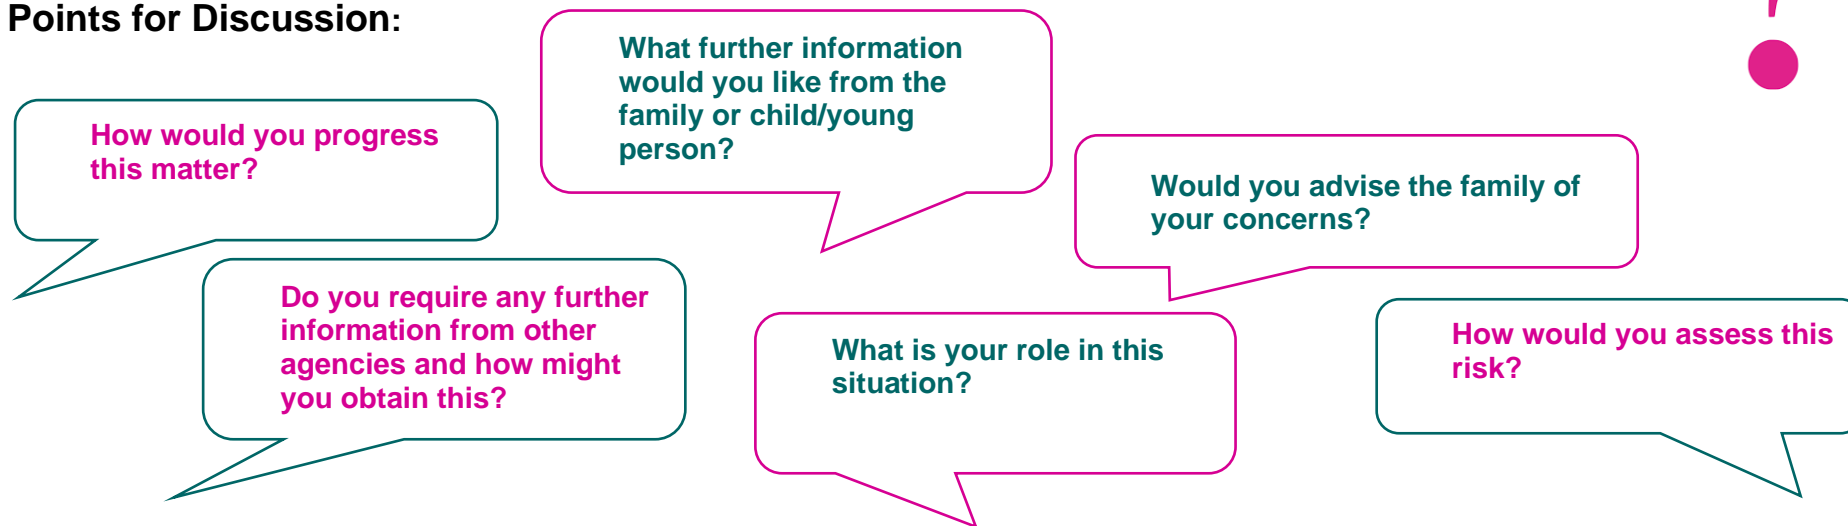 Points for Discussion:
What further information
would you like from the
family or child/young
person?
How would you progress
this matter?
Would you advise the family of
your concerns?
Do you require any further
information from other
agencies and how might
you obtain this?
What is your role in this
situation?
How would you assess this
risk?